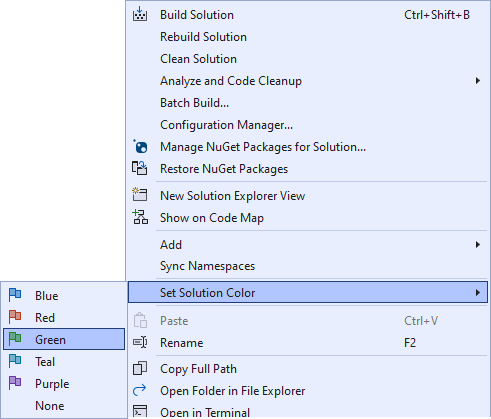 Build Solution Ctrl+Shift+B
Rebuild Solution
Clean Solution
Analyze and Code Cleanup
Batch Build...
Configuration Manager...
Manage NuGet Packages for Solution...
Restore NuGet Packages
New Solution Explorer View
Show on Code Map
Add
Sync Namespaces
Set Solution Color
Blue
Red
Green
Teal
Purple
None
Paste Ctrl+V
Rename F2
Copy Full Path
Open Folder in File Explorer
Open in Terminal